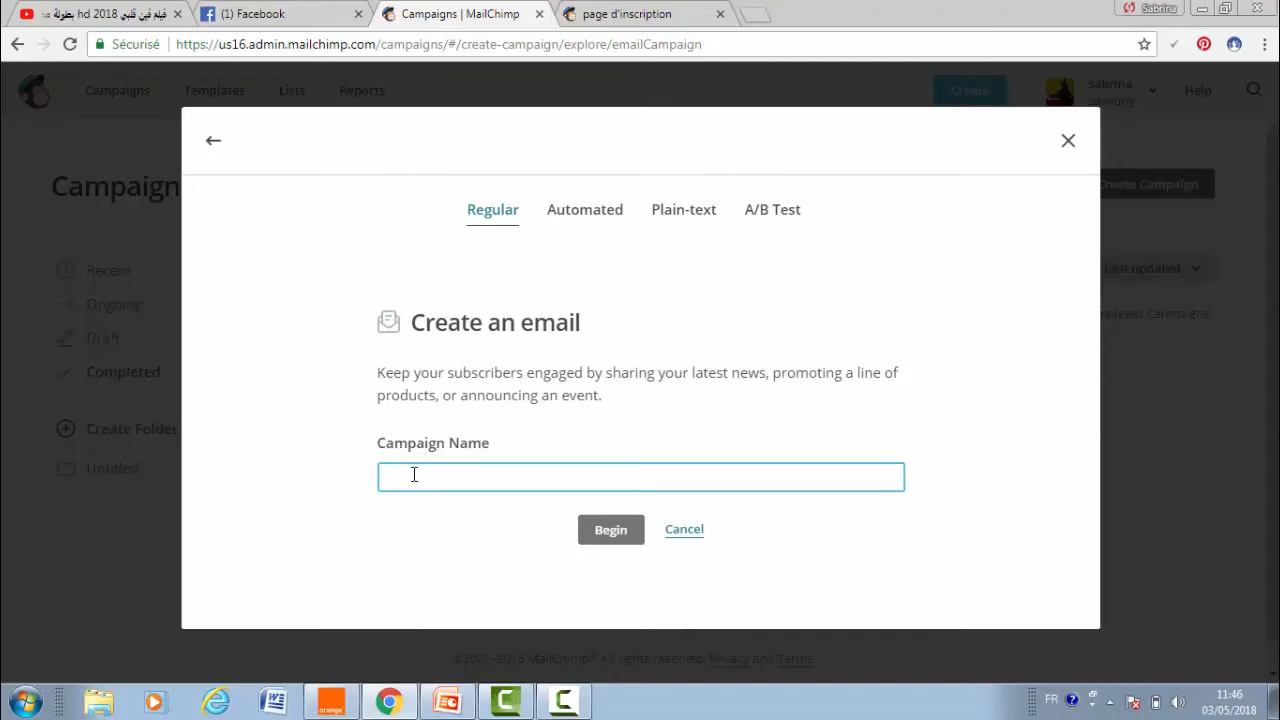 فيلم قبل hd 2018
(1) Facebook
Campaigns | MailChimp
page d'inscription
Sabrina
Sécurisé
https://us16.admin.mailchimp.com/campaigns/#/create-campaign/explore/emailCampaign
Campaigns
Templates
Lists
Reports
Create
Sabrina
Help
Campaign
Create Campaign
Regular
Automated
Plain-text
A/B Test
Recent
Last updated
Ongoing
Completed Campaigns
Create an email
Draft
Completed
Keep your subscribers engaged by sharing your latest news, promoting a line of
products, or announcing an event.
Create Folder
Campaign Name
Untitled
Begin
Cancel
©2001–2018 MailChimp® All rights reserved. Privacy and Terms
orange
FR
11:46
03/05/2018